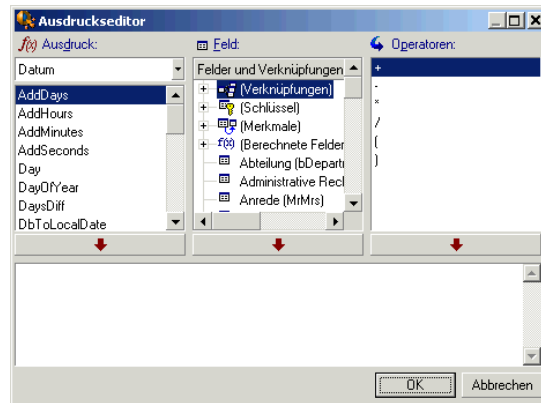 Ausdruckseditor
f(x) Ausdruck:
Feld:
Operatoren:
Datum
AddDays
AddHours
AddMinutes
AddSeconds
Day
DayOfYear
DaysDiff
DbToLocalDate
Felder und Verknüpfungen
(Verknüpfungen)
(Schlüssel)
(Merkmale)
f(x) (Berechnete Felder
Abteilung (bDepartr
Administrative Recl
Anrede (MrMrs)
+
-
*
/
(
)
OK
Abbrechen